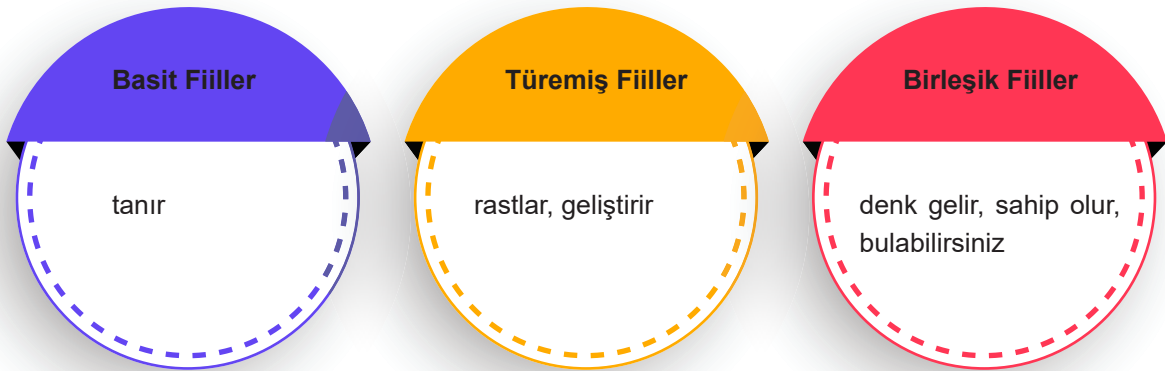 Basit Fiiller
tanır
Türemiş Fiiller
rastlar, geliştirir
Birleşik Fiiller
denk gelir, sahip olur,
bulabilirsiniz